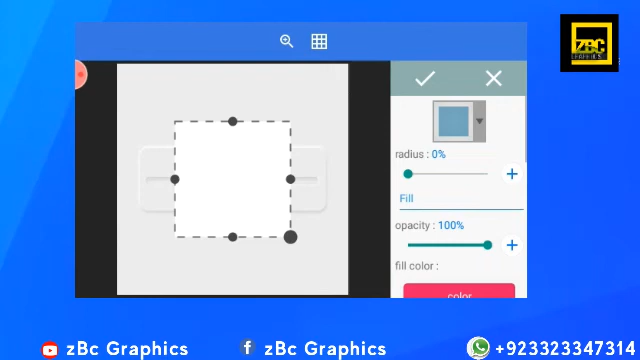 zBC
GRAPHICS
radius : 0%
Fill
opacity : 100%
fill color :
color
zBc Graphics
zBc Graphics
+923323347314